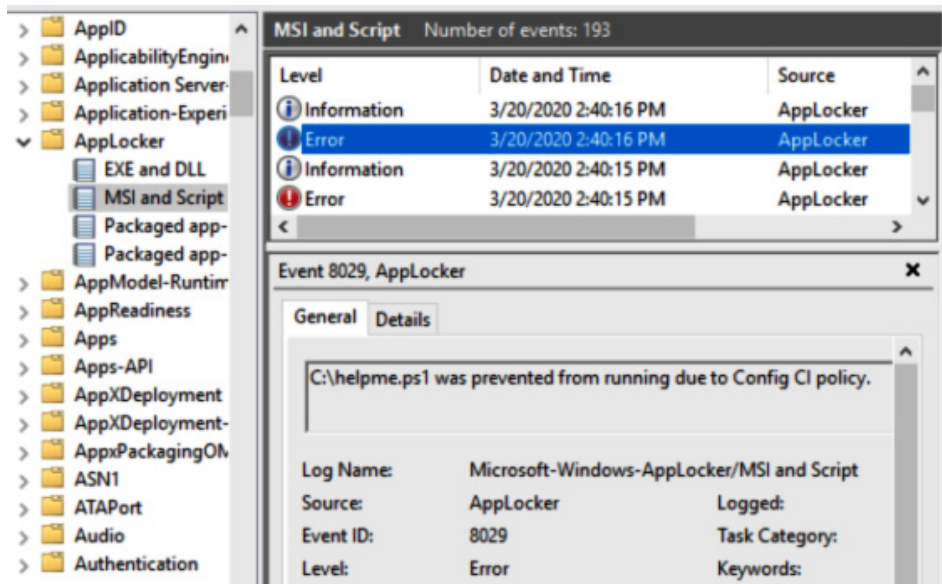 AppID
ApplicabilityEngin
Application Server-
Application-Experi
AppLocker
EXE and DLL
MSI and Script
Packaged app-
Packaged app-
AppModel-Runtim
AppReadiness
Apps
Apps-API
AppXDeployment
AppXDeployment-
AppxPackagingOM
ASN1
ATAPort
Audio
Authentication
MSI and Script Number of events: 193
Level Date and Time Source
Information 3/20/2020 2:40:16 PM AppLocker
Error 3/20/2020 2:40:16 PM AppLocker
Information 3/20/2020 2:40:15 PM AppLocker
Error 3/20/2020 2:40:15 PM AppLocker
Event 8029, AppLocker
General Details
C:\helpme.ps1 was prevented from running due to Config CI policy.
Log Name: Microsoft-Windows-AppLocker/MSI and Script
Source: AppLocker Logged:
Event ID: 8029 Task Category:
Level: Error Keywords: